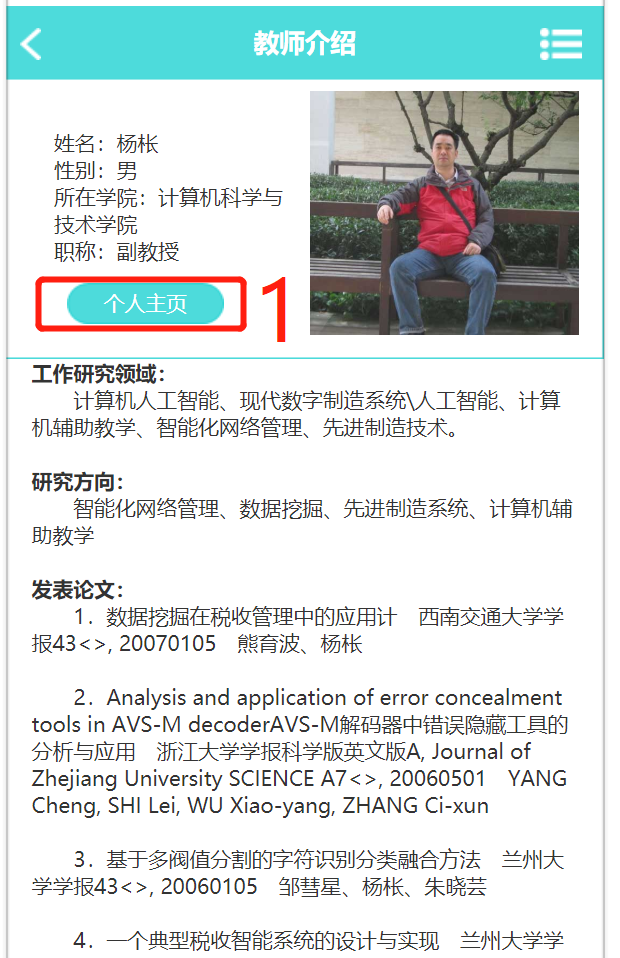 教师介绍
姓名：杨枨
性别：男
所在学院：计算机科学与
技术学院
职称：副教授
个人主页
1
工作研究领域：
计算机人工智能、现代数字制造系统\人工智能、计算
机辅助教学、智能化网络管理、先进制造技术。
研究方向：
智能化网络管理、数据挖掘、先进制造系统、计算机辅
助教学
发表论文：
1．数据挖掘在税收管理中的应用计　西南交通大学学
报43<>, 20070105　熊育波、杨枨
2．Analysis and application of error concealment
tools in AVS-M decoderAVS-M解码器中错误隐藏工具的
分析与应用　浙江大学学报科学版英文版A, Journal of
Zhejiang University SCIENCE A7<>, 20060501　YANG
Cheng, SHI Lei, WU Xiao-yang, ZHANG Ci-xun
3．基于多阀值分割的字符识别分类融合方法　兰州大
学学报43<>, 20060105　邹彗星、杨枨、朱晓芸
4．一个典型税收智能系统的设计与实现　兰州大学学